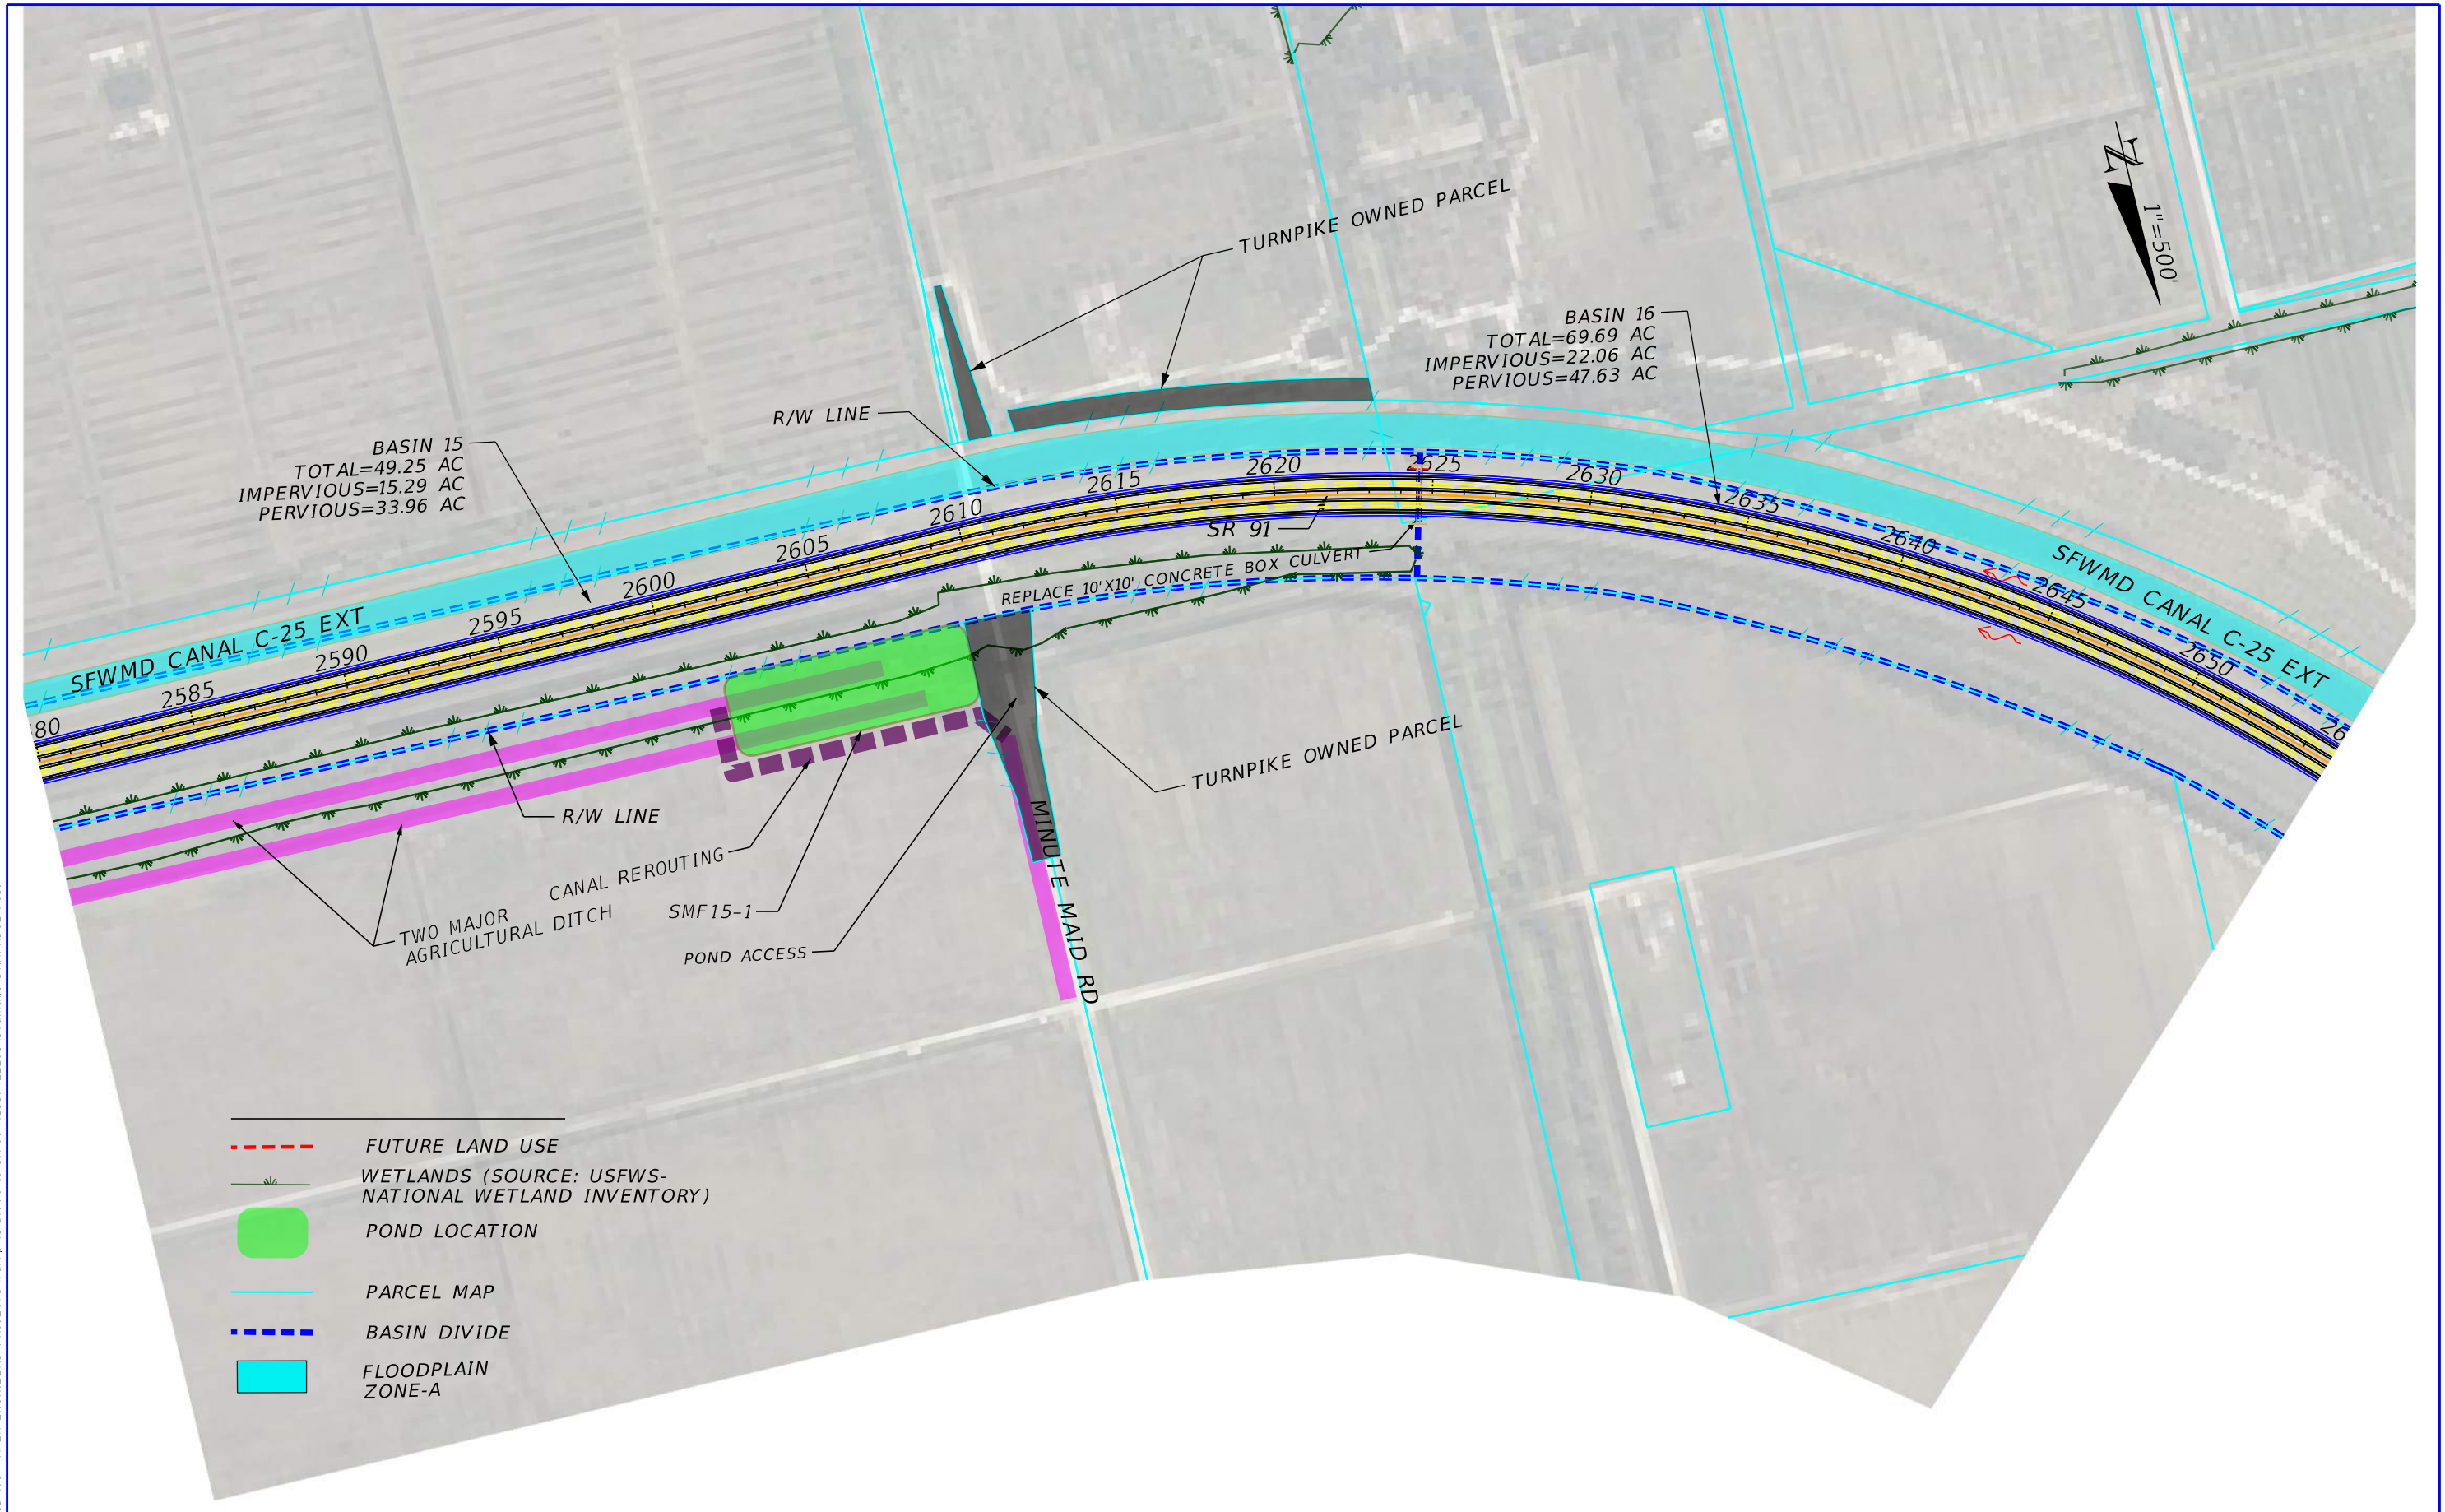 TURNPIKE OWNED PARCEL
N
1"=500'
BASIN 16
TOTAL=69.69 AC
IMPERVIOUS=22.06 AC
PERVIOUS=47.63 AC
R/W LINE
BASIN 15
TOTAL=49.25 AC
IMPERVIOUS=15.29 AC
PERVIOUS=33.96 AC
2585
2590
2595
2600
2605
2610
2615
2620
2625
2630
2635
2640
2645
2650
26
80
SR 91
SFWMD CANAL C-25 EXT
SFWMD CANAL C-25 EXT
REPLACE 10'X10' CONCRETE BOX CULVERT
TURNPIKE OWNED PARCEL
R/W LINE
MINUTE MAID RD
CANAL REROUTING
SMF15-1
TWO MAJOR
AGRICULTURAL DITCH
POND ACCESS
FUTURE LAND USE
WETLANDS (SOURCE: USFWS-
NATIONAL WETLAND INVENTORY)
POND LOCATION
PARCEL MAP
BASIN DIVIDE
FLOODPLAIN
ZONE-A